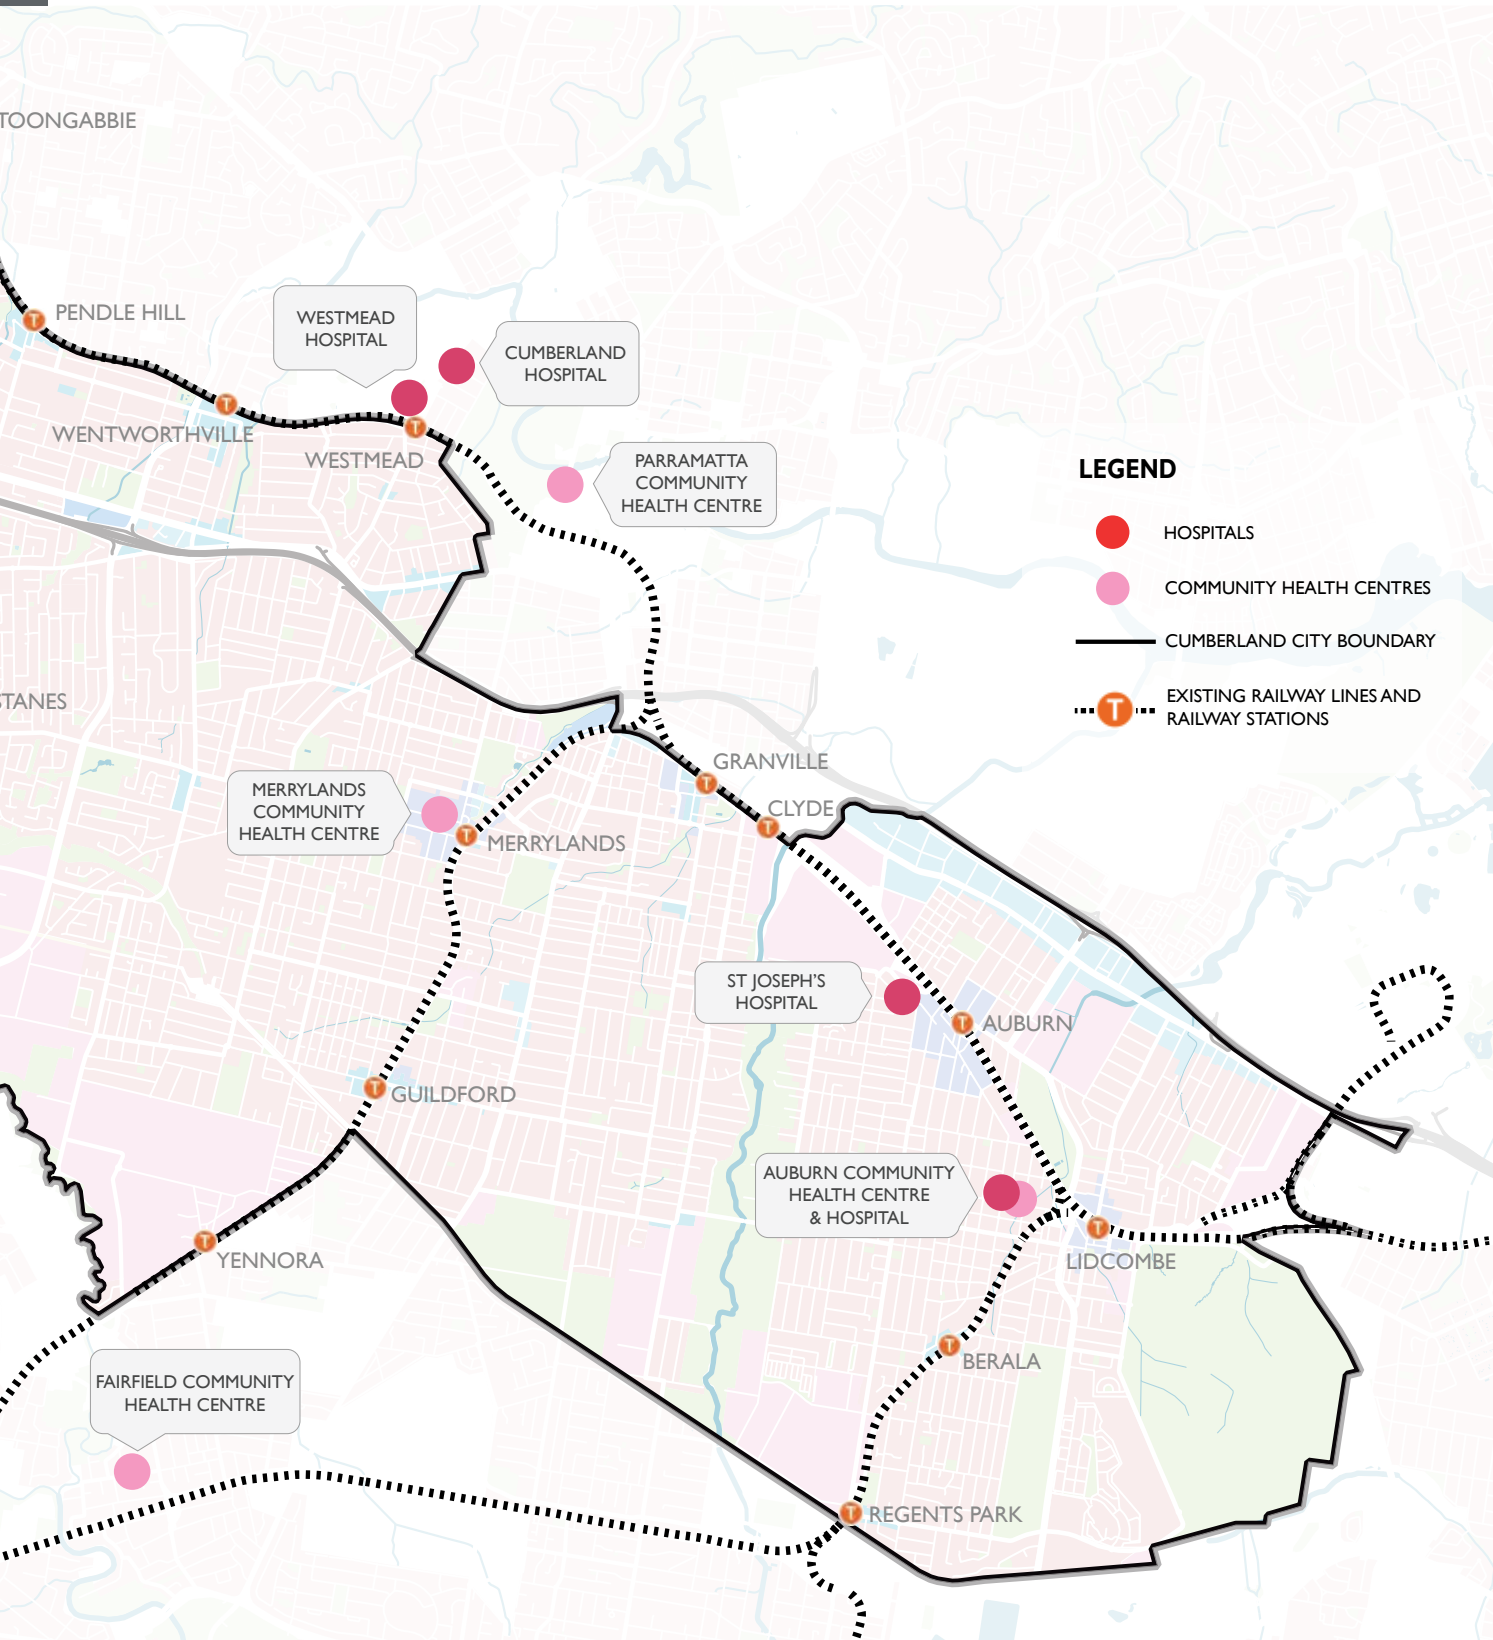 TOONGABBIE
PENDLE HILL
WESTMEAD
HOSPITAL
CUMBERLAND
HOSPITAL
WENTWORTHVILLE
WESTMEAD
PARRAMATTA
COMMUNITY
HEALTH CENTRE
LEGEND
HOSPITALS
COMMUNITY HEALTH CENTRES
CUMBERLAND CITY BOUNDARY
T
EXISTING RAILWAY LINES AND
RAILWAY STATIONS
STANES
GRANVILLE
CLYDE
MERRYLANDS
COMMUNITY
HEALTH CENTRE
MERRYLANDS
ST JOSEPH'S
HOSPITAL
AUBURN
GUILDFORD
AUBURN COMMUNITY
HEALTH CENTRE
& HOSPITAL
YENNORA
LIDCOMBE
BERALA
FAIRFIELD COMMUNITY
HEALTH CENTRE
REGENTS PARK